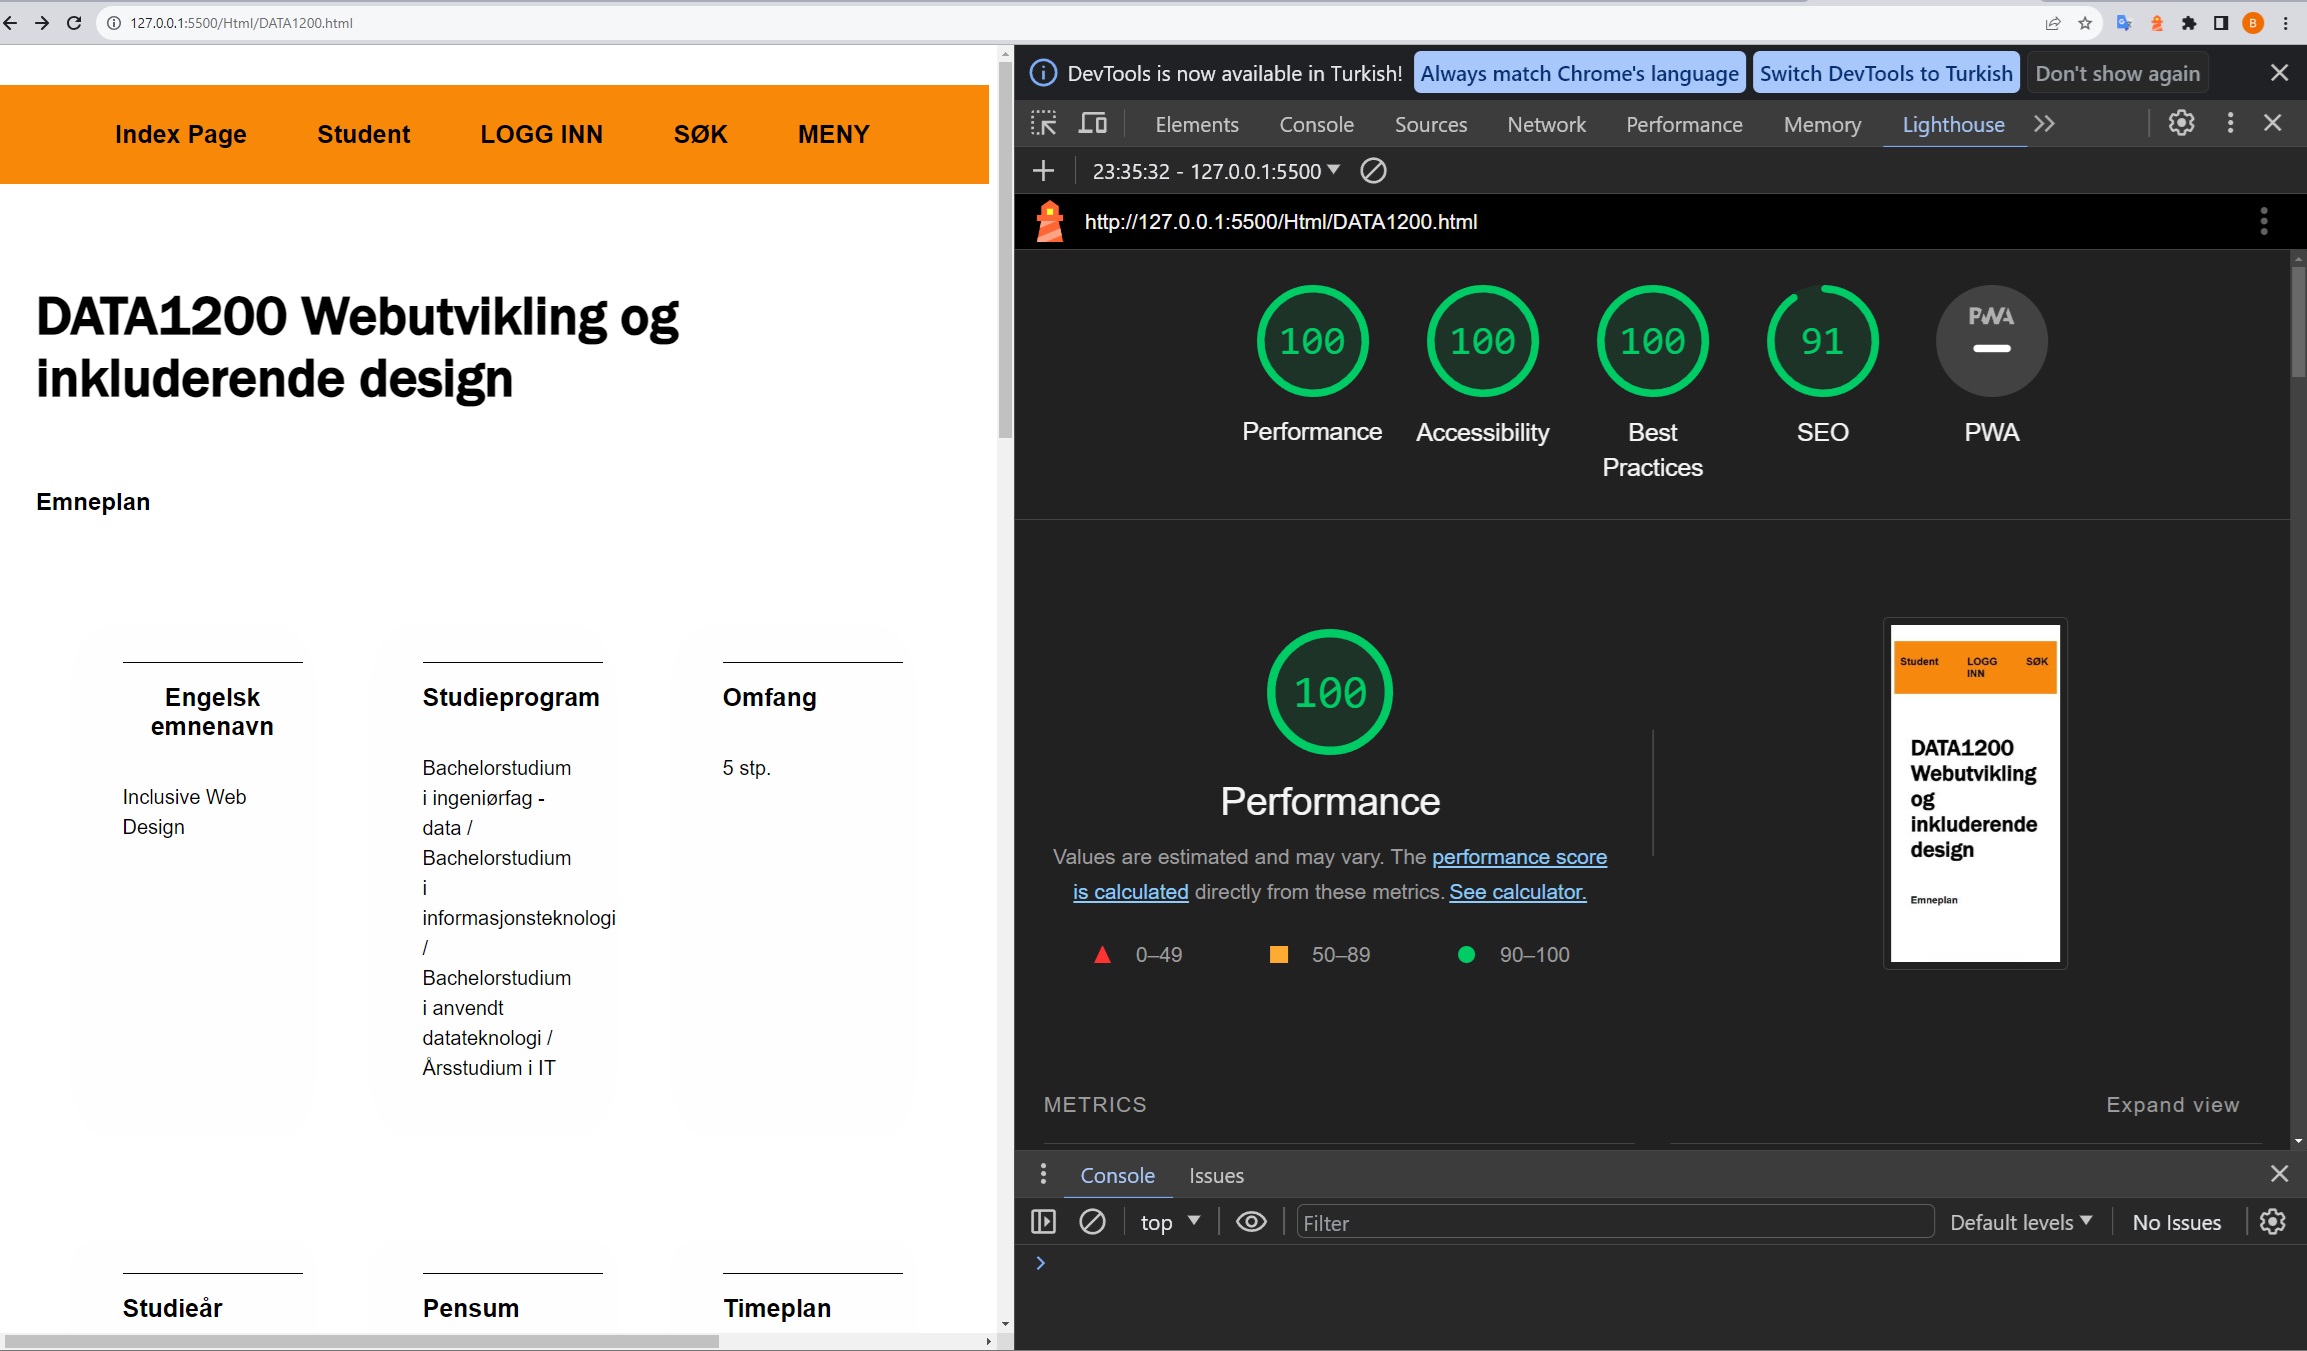 127.0.0.1:5500/Html/DATA1200.html
B
Index Page Student LOGG INN SØK MENY
DATA1200 Webutvikling og
inkluderende design
Emneplan
Engelsk
emnenavn
Inclusive Web
Design
Studieprogram
Bachelorstudium
i ingeniørfag -
data /
Bachelorstudium
i
informasjonsteknologi
/
Bachelorstudium
i anvendt
datateknologi /
Årsstudium i IT
Omfang
5 stp.
Studieår
Pensum
Timeplan
DevTools is now available in Turkish! Always match Chrome's language Switch DevTools to Turkish Don't show again
Elements Console Sources Network Performance Memory Lighthouse
23:35:32 - 127.0.0.1:5500
http://127.0.0.1:5500/Html/DATA1200.html
100 100 100 91 PWA
Performance Accessibility Best Practices SEO PWA
100
Performance
Values are estimated and may vary. The performance score
is calculated directly from these metrics. See calculator.
0–49 50–89 90–100
Student LOGG INN SØK
DATA1200
Webutvikling
og
inkluderende
design
Emneplan
METRICS Expand view
Console Issues
top Filter Default levels No Issues